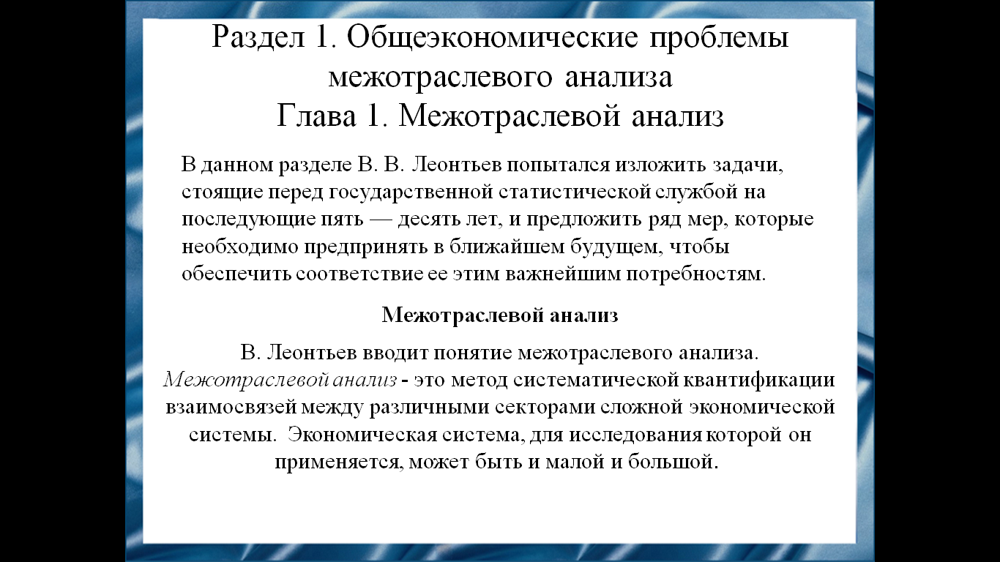 Раздел 1. Общеэкономические проблемы
межотраслевого анализа
Глава 1. Межотраслевой анализ
В данном разделе В. В. Леонтьев попытался изложить задачи,
стоящие перед государственной статистической службой на
последующие пять — десять лет, и предложить ряд мер, которые
необходимо предпринять в ближайшем будущем, чтобы
обеспечить соответствие ее этим важнейшим потребностям.
Межотраслевой анализ
В. Леонтьев вводит понятие межотраслевого анализа.
Межотраслевой анализ - это метод систематической квантификации
взаимосвязей между различными секторами сложной экономической
системы. Экономическая система, для исследования которой он
применяется, может быть и малой и большой.